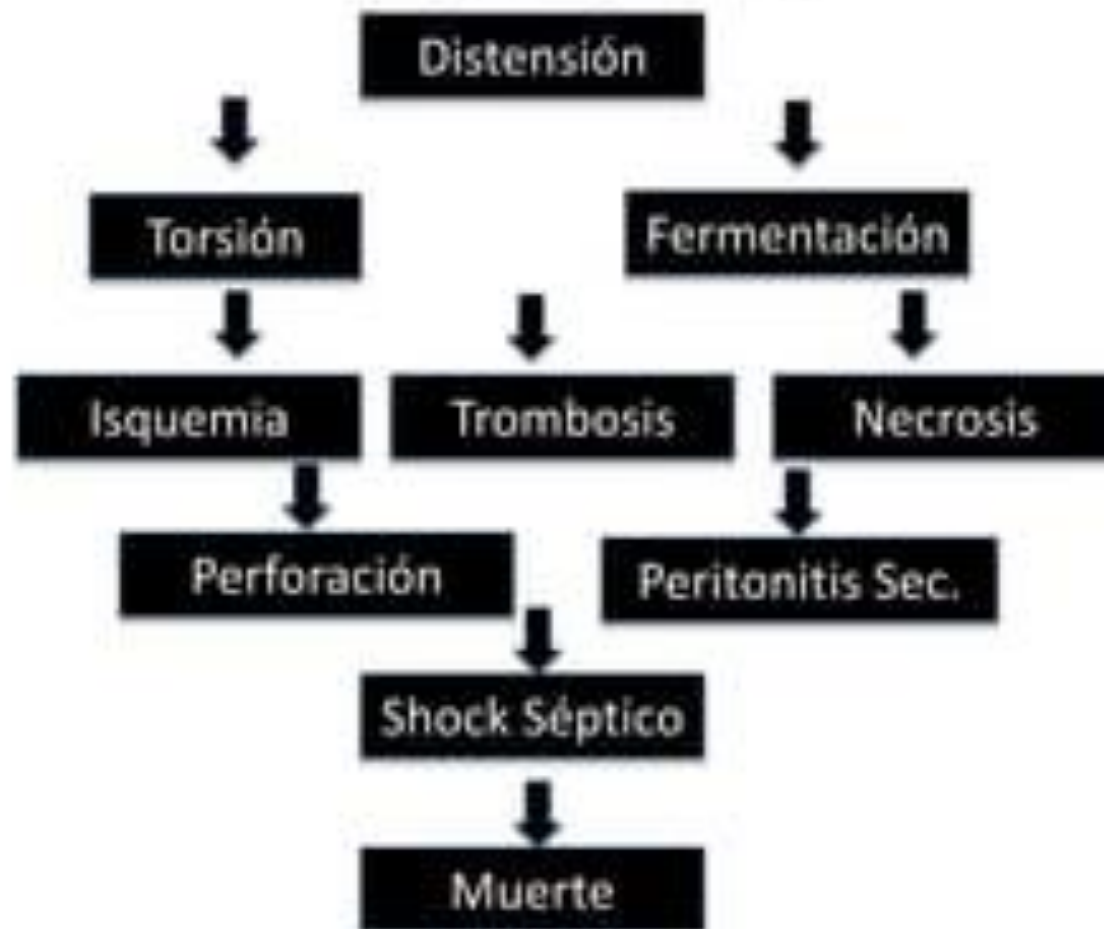 Distensión
Torsión
Fermentación
Isquemia
Trombosis
Necrosis
Perforación
Peritonitis Sec.
Shock Séptico
Muerte